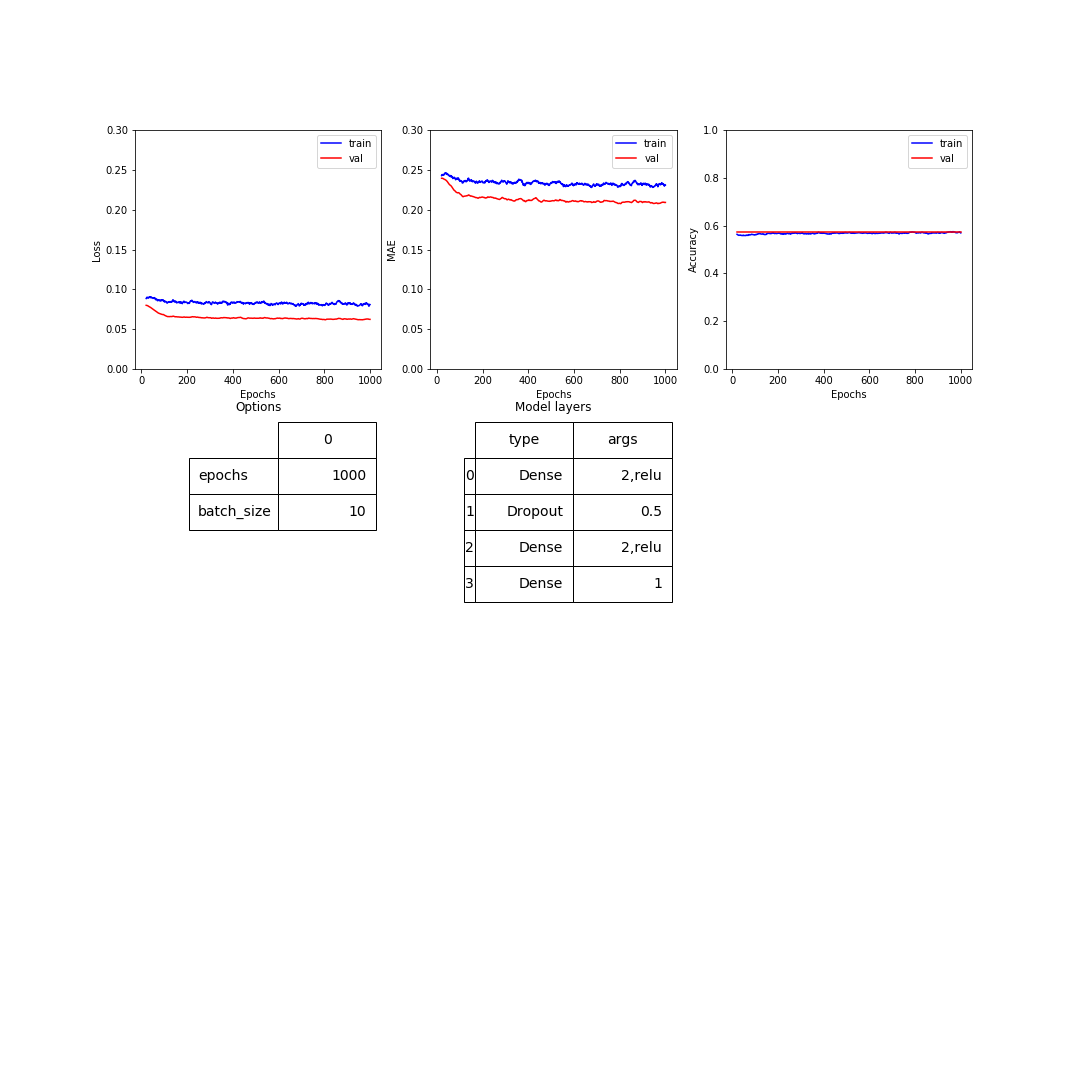 0.30
0.25
0.20
0.15
0.10
0.05
0.00
Loss
train
val
0 200 400 600 800 1000
Epochs
0.30
0.25
0.20
0.15
0.10
0.05
0.00
MAE
train
val
0 200 400 600 800 1000
Epochs
1.0
0.8
0.6
0.4
0.2
0.0
Accuracy
train
val
0 200 400 600 800 1000
Epochs
Options
0
epochs 1000
batch_size 10
Model layers
type args
0 Dense 2,relu
1 Dropout 0.5
2 Dense 2,relu
3 Dense 1